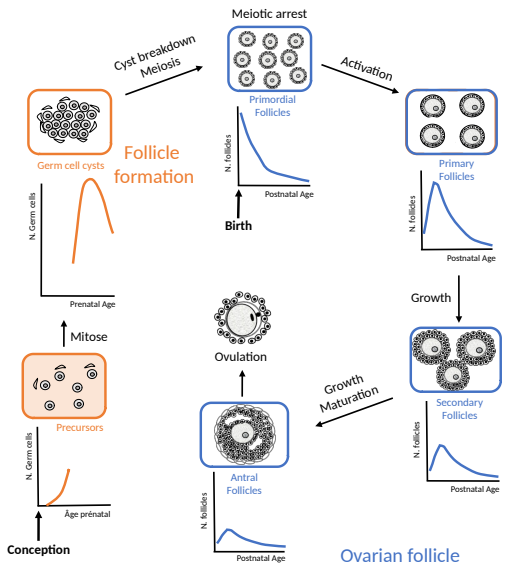 Meiotic arrest
Cyst breakdown
Meiosis
Activation
Primordial
Follicles
Germ cell cysts
Follicle
formation
Primary
Follicles
N. follicles
Postnatal Age
N. Germ cells
Prenatal Age
Birth
N. follicles
Postnatal Age
Mitose
Growth
Ovulation
Precursors
Growth
Maturation
Secondary
Follicles
N. Germ cells
Âge prénatal
Conception
Antral
Follicles
N. follicles
Postnatal Age
N. follicles
Postnatal Age
Ovarian follicle